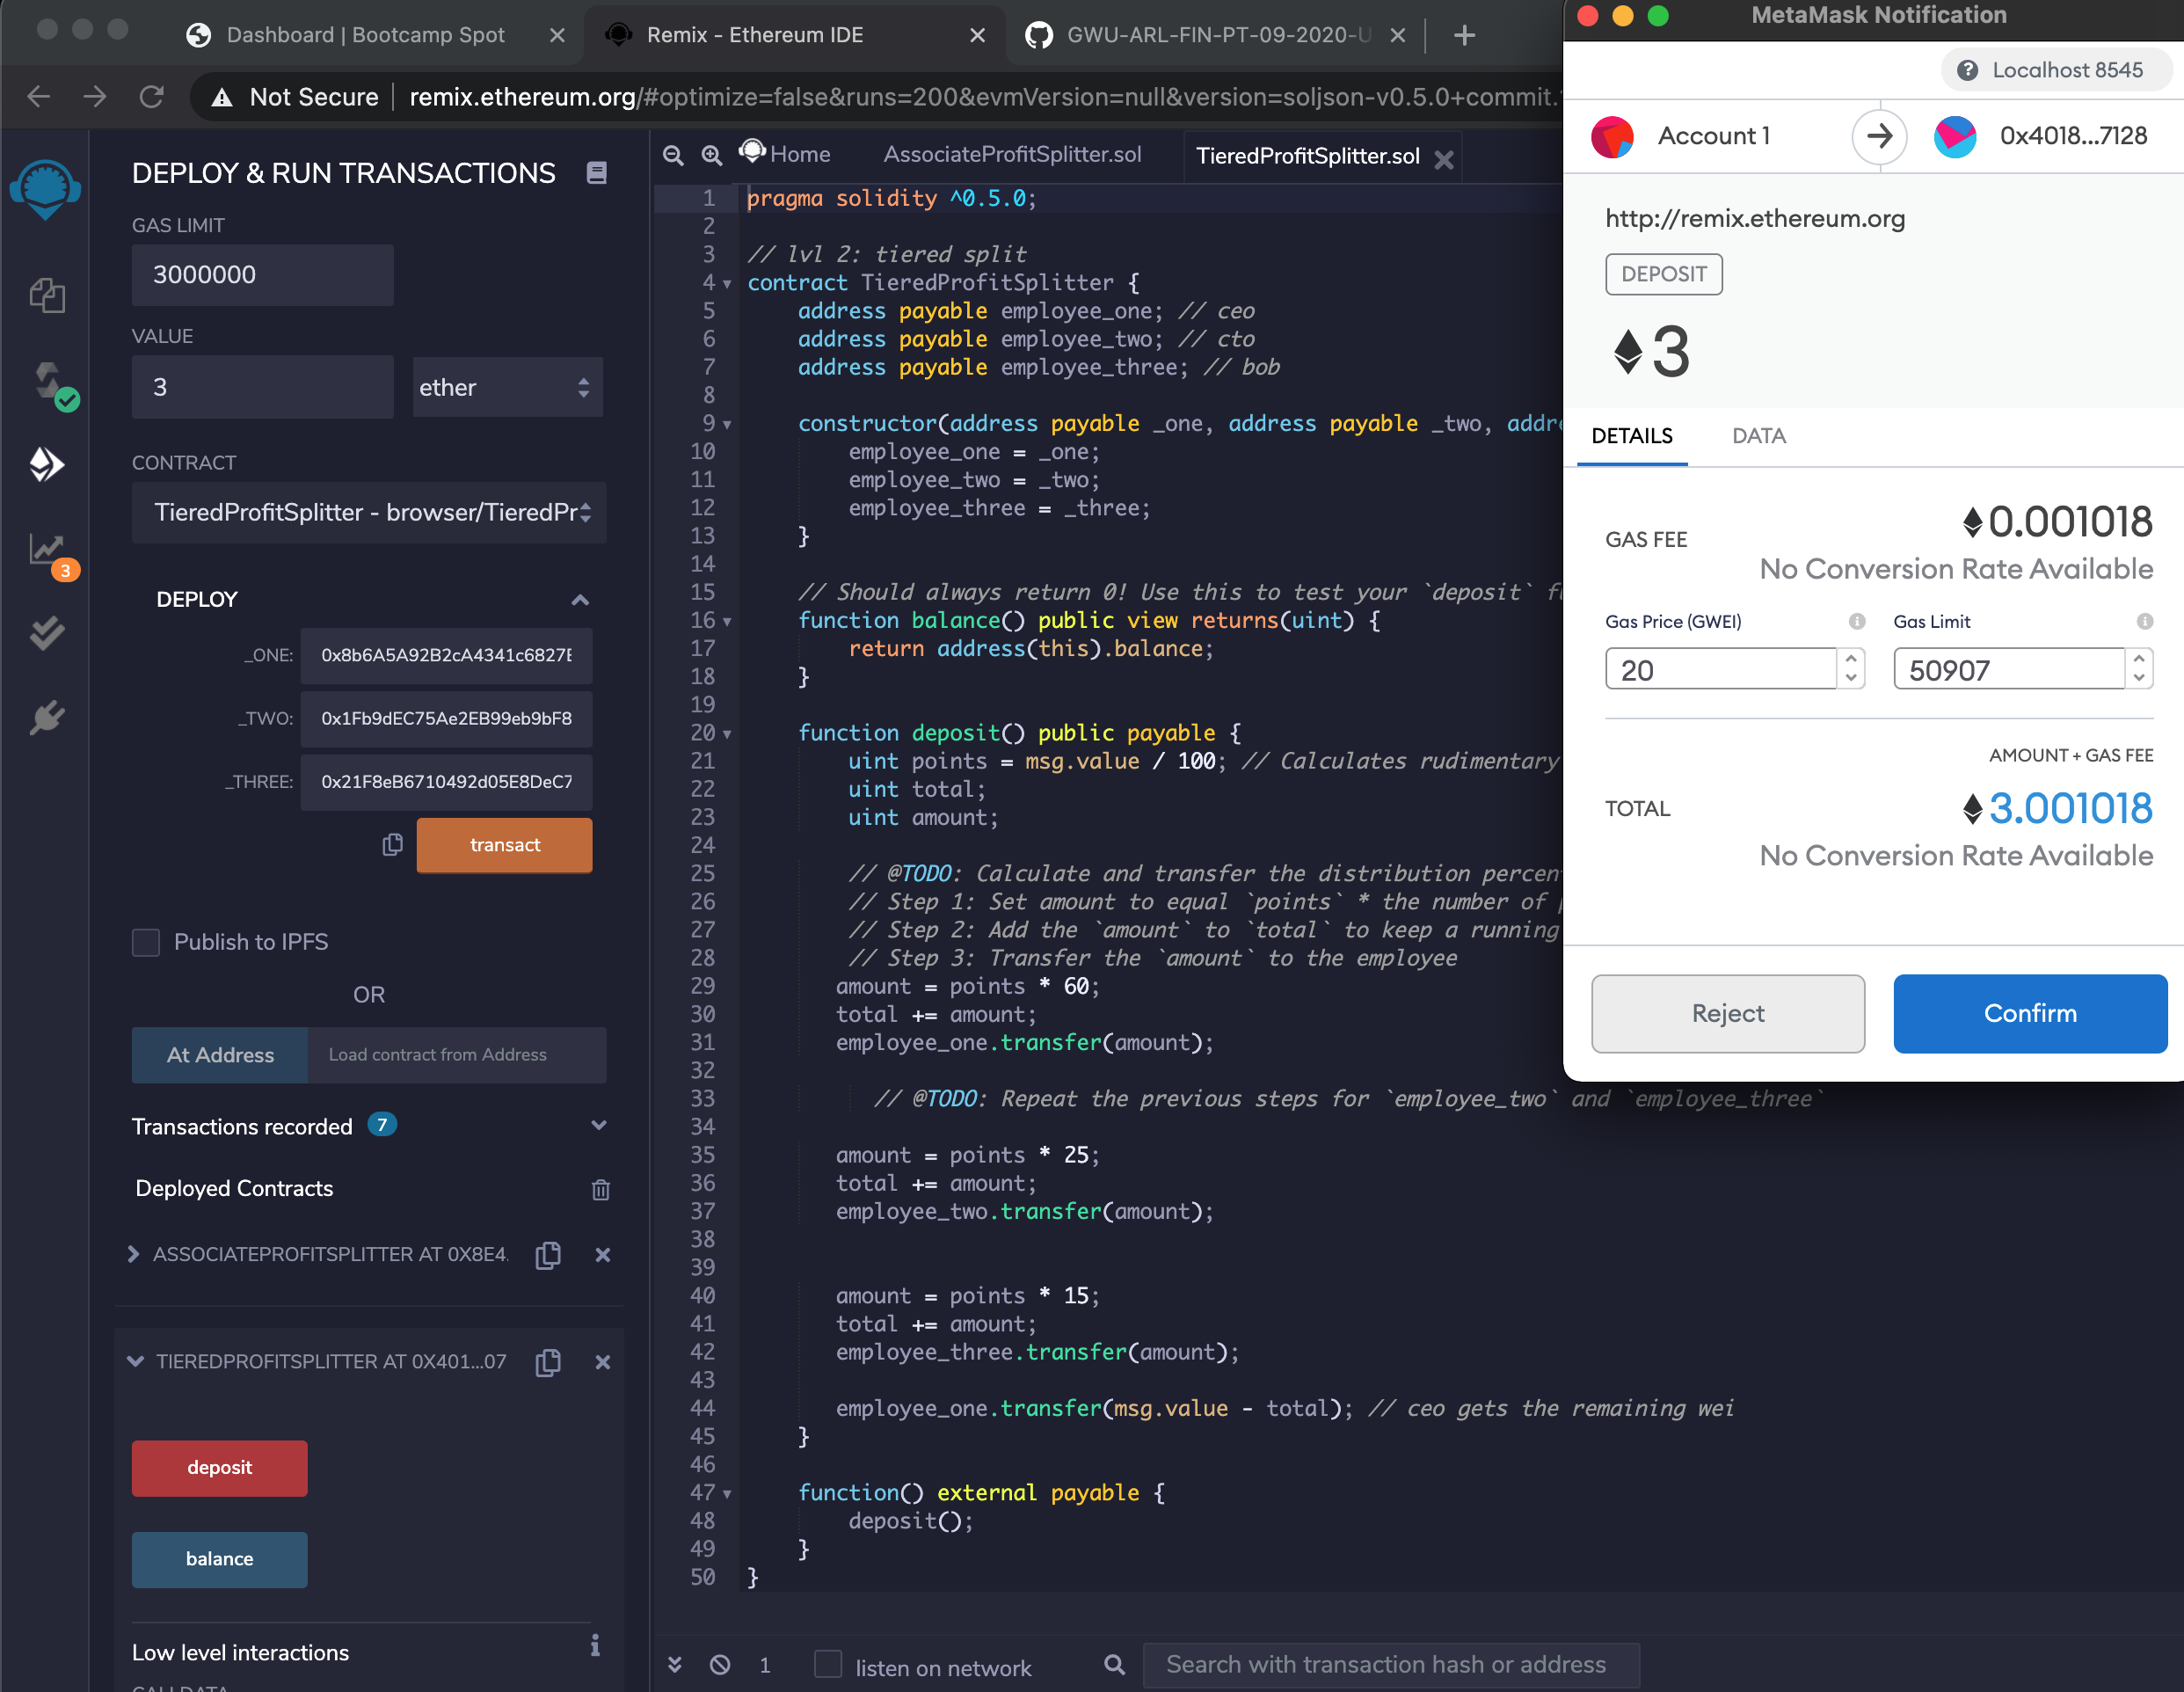 Dashboard | Bootcamp Spot
Remix - Ethereum IDE
GWU-ARL-FIN-PT-09-2020-U
Not Secure
remix.ethereum.org/#optimize=false&runs=200&evmVersion=null&version=soljson-v0.5.0+commit.
DEPLOY & RUN TRANSACTIONS
GAS LIMIT
3000000
VALUE
3
ether
CONTRACT
TieredProfitSplitter - browser/TieredPr
3
DEPLOY
_ONE:
0x8b6A5A92B2cA4341c6827E
_TWO:
0x1Fb9dEC75Ae2EB99eb9bF8
_THREE:
0x21F8eB6710492d05E8DeC7
transact
Publish to IPFS
OR
At Address
Load contract from Address
Transactions recorded
7
Deployed Contracts
ASSOCIATEPROFITSPLITTER AT 0X8E4.
TIEREDPROFITSPLITTER AT 0X401...07
deposit
balance
Low level interactions
CALLDATA
Home
AssociateProfitSplitter.sol
TieredProfitSplitter.sol
1 pragma solidity ^0.5.0;
2
3 // lvl 2: tiered split
4 contract TieredProfitSplitter {
5 address payable employee_one; // ceo
6 address payable employee_two; // cto
7 address payable employee_three; // bob
8
9 constructor(address payable _one, address payable _two, addre
10 employee_one = _one;
11 employee_two = _two;
12 employee_three = _three;
13 }
14
15 // Should always return 0! Use this to test your `deposit` fu
16 function balance() public view returns(uint) {
17 return address(this).balance;
18 }
19
20 function deposit() public payable {
21 uint points = msg.value / 100; // Calculates rudimentary
22 uint total;
23 uint amount;
24
25 // @TODO: Calculate and transfer the distribution percen
26 // Step 1: Set amount to equal `points` * the number of p
27 // Step 2: Add the `amount` to `total` to keep a running
28 // Step 3: Transfer the `amount` to the employee
29 amount = points * 60;
30 total += amount;
31 employee_one.transfer(amount);
32
33 // @TODO: Repeat the previous steps for `employee_two` and `employee_three`
34
35 amount = points * 25;
36 total += amount;
37 employee_two.transfer(amount);
38
39
40 amount = points * 15;
41 total += amount;
42 employee_three.transfer(amount);
43
44 employee_one.transfer(msg.value - total); // ceo gets the remaining wei
45 }
46
47 function() external payable {
48 deposit();
49 }
50 }
1
listen on network
Search with transaction hash or address
MetaMask Notification
Localhost 8545
Account 1
0x4018...7128
http://remix.ethereum.org
DEPOSIT
3
DETAILS
DATA
GAS FEE
0.001018
No Conversion Rate Available
Gas Price (GWEI)
Gas Limit
20
50907
AMOUNT + GAS FEE
TOTAL
3.001018
No Conversion Rate Available
Reject
Confirm